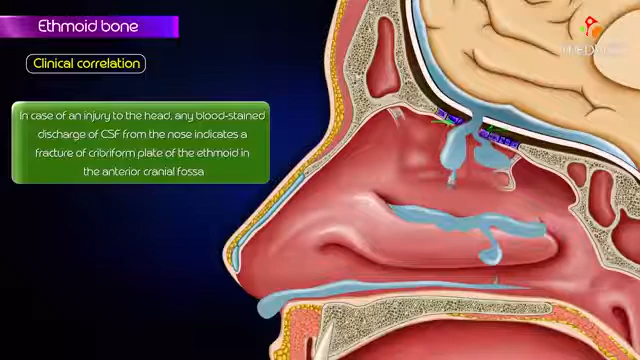 Ethmoid bone
Clinical correlation
In case of an injury to the head, any blood-stained
discharge of CSF from the nose indicates a
fracture of cribriform plate of the ethmoid in
the anterior cranial fossa